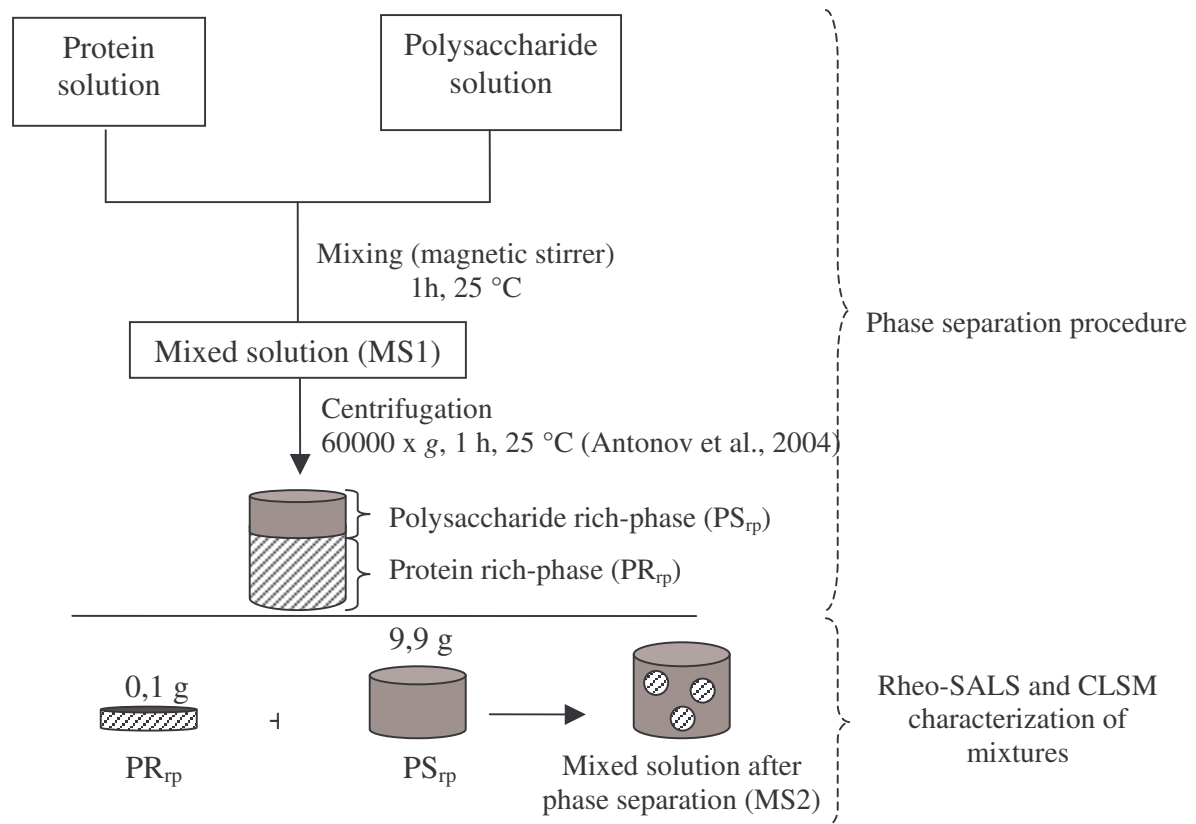 Protein
solution
Polysaccharide
solution
Mixing (magnetic stirrer)
1h, 25 °C
Mixed solution (MS1)
Phase separation procedure
Centrifugation
60000 x g, 1 h, 25 °C (Antonov et al., 2004)
Polysaccharide rich-phase (PSrp)
Protein rich-phase (PRrp)
0,1 g
+
9,9 g
PRrp
PSrp
Mixed solution after
phase separation (MS2)
Rheo-SALS and CLSM
characterization of
mixtures